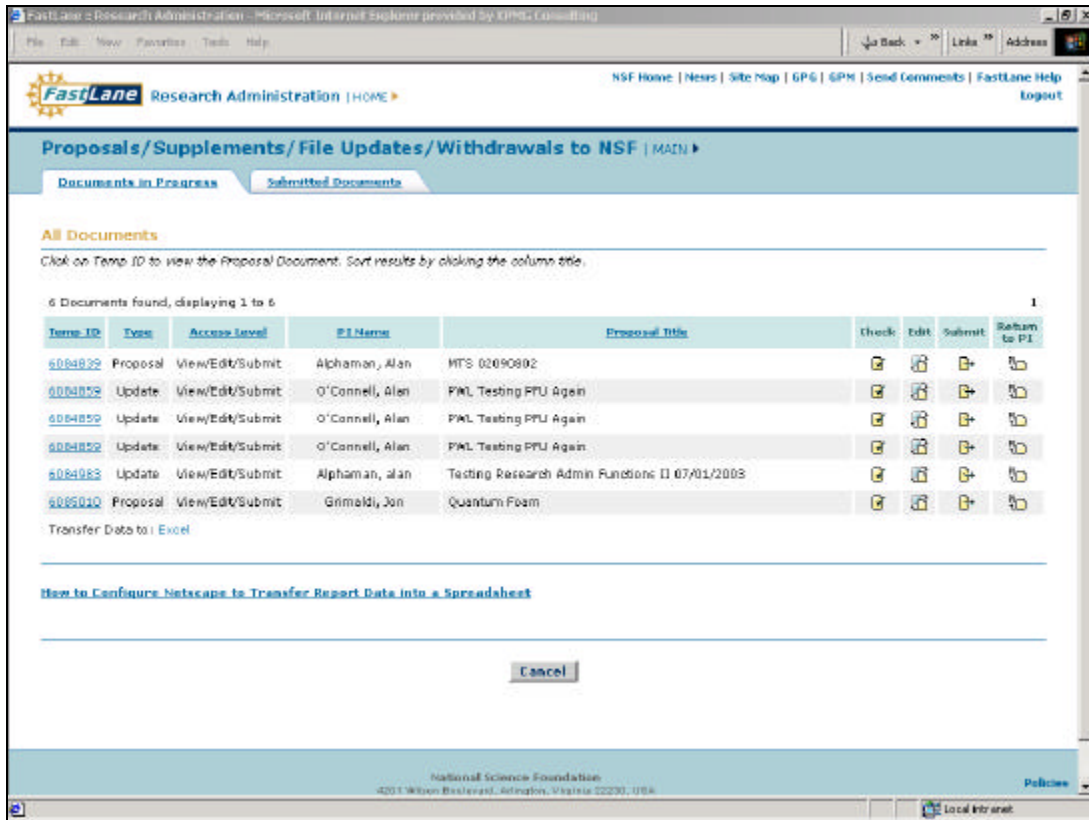 FastLane :: Research Administration - Microsoft Internet Explorer provided by KPMG Consulting
File Edit View Favorites Tools Help Back Links Address
NSF Home | News | Site Map | GPG | GPM | Send Comments | FastLane Help
FastLane Research Administration | HOME Logout
Proposals/Supplements/File Updates/Withdrawals to NSF | MAIN
Documents in Progress Submitted Documents
All Documents
Click on Temp ID to view the Proposal Document. Sort results by clicking the column title.
6 Documents found, displaying 1 to 6 1
Temp ID Type Access Level PI Name Proposal Title Check Edit Submit Return to PI
6084839 Proposal View/Edit/Submit Alphaman, Alan MTS 02090802
6084859 Update View/Edit/Submit O'Connell, Alan PWL Testing PFU Again
6084859 Update View/Edit/Submit O'Connell, Alan PWL Testing PFU Again
6084859 Update View/Edit/Submit O'Connell, Alan PWL Testing PFU Again
6084983 Update View/Edit/Submit Alphaman, alan Testing Research Admin Functions II 07/01/2003
6085010 Proposal View/Edit/Submit Grimaldi, Jon Quantum Foam
Transfer Data to: Excel
How to Configure Netscape to Transfer Report Data into a Spreadsheet
Cancel
National Science Foundation
4201 Wilson Boulevard, Arlington, Virginia 22230, USA Policies
Local intranet